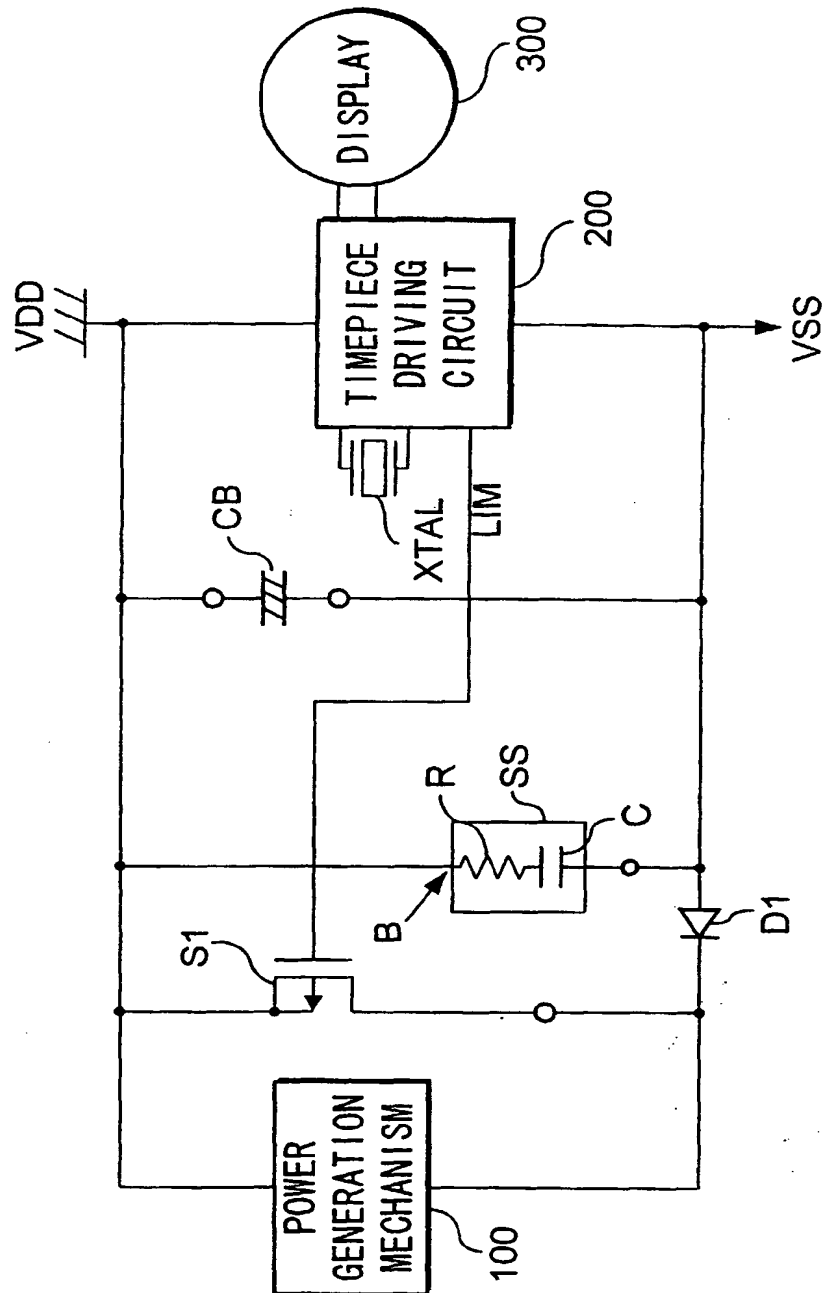 VDD
CB
S1
POWER
GENERATION
MECHANISM
100
B
R
SS
C
D1
XTAL
LIM
TIMEPIECE
DRIVING
CIRCUIT
200
DISPLAY
300
VSS